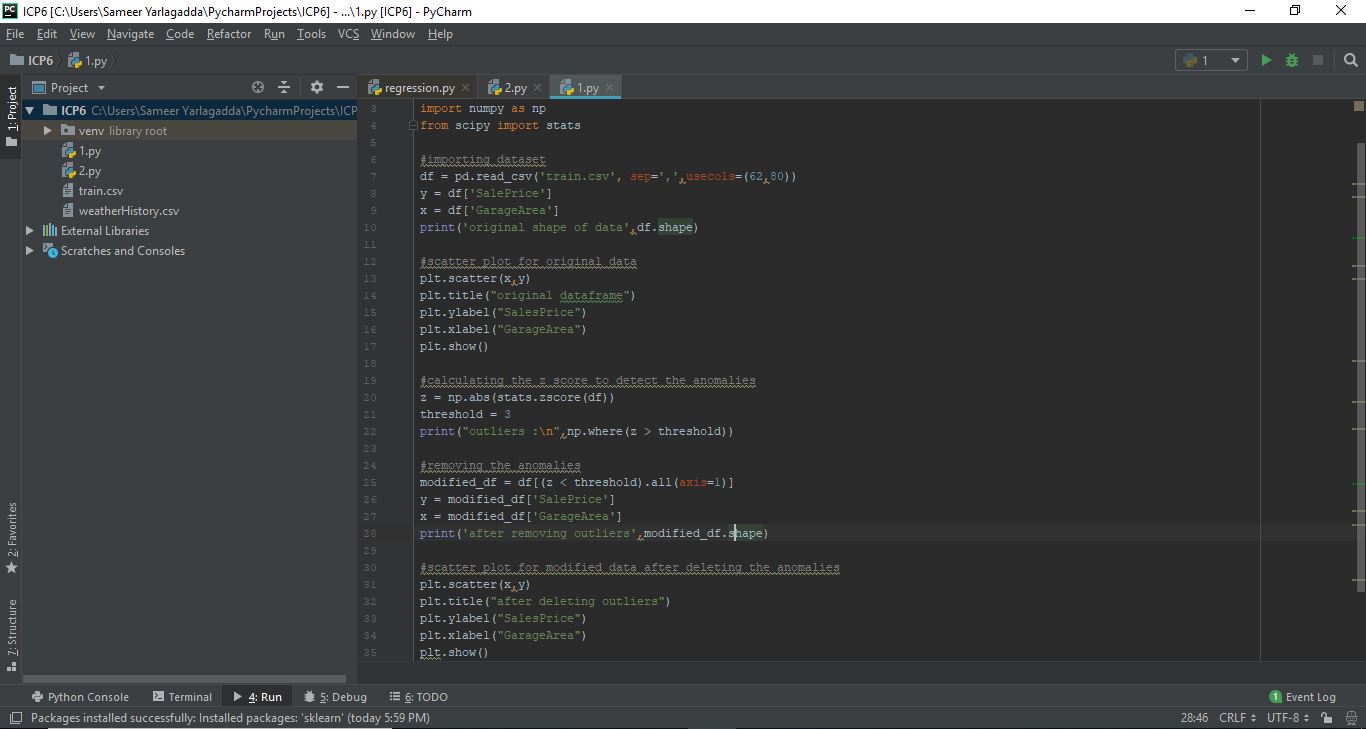 ICP6 [C:\Users\Sameer Yarlagadda\PycharmProjects\ICP6] - ...\1.py [ICP6] - PyCharm
File Edit View Navigate Code Refactor Run Tools VCS Window Help
ICP6 1.py
1
Project
regression.py
2.py
1.py
1: Project
ICP6 C:\Users\Sameer Yarlagadda\PycharmProjects\ICP
venv library root
1.py
2.py
train.csv
weatherHistory.csv
External Libraries
Scratches and Consoles
3 import numpy as np
4 from scipy import stats
5
6 #importing dataset
7 df = pd.read_csv('train.csv', sep=',',usecols=(62,80))
8 y = df['SalePrice']
9 x = df['GarageArea']
10 print('original shape of data',df.shape)
11
12 #scatter plot for original data
13 plt.scatter(x,y)
14 plt.title("original dataframe")
15 plt.ylabel("SalesPrice")
16 plt.xlabel("GarageArea")
17 plt.show()
18
19 #calculating the z score to detect the anomalies
20 z = np.abs(stats.zscore(df))
21 threshold = 3
22 print("outliers :\n",np.where(z > threshold))
23
24 #removing the anomalies
25 modified_df = df[(z < threshold).all(axis=1)]
26 y = modified_df['SalePrice']
27 x = modified_df['GarageArea']
28 print('after removing outliers',modified_df.shape)
29
30 #scatter plot for modified data after deleting the anomalies
31 plt.scatter(x,y)
32 plt.title("after deleting outliers")
33 plt.ylabel("SalesPrice")
34 plt.xlabel("GarageArea")
35 plt.show()
2: Favorites
7: Structure
Python Console Terminal 4: Run 5: Debug 6: TODO
1 Event Log
Packages installed successfully: Installed packages: 'sklearn' (today 5:59 PM)
28:46 CRLF UTF-8